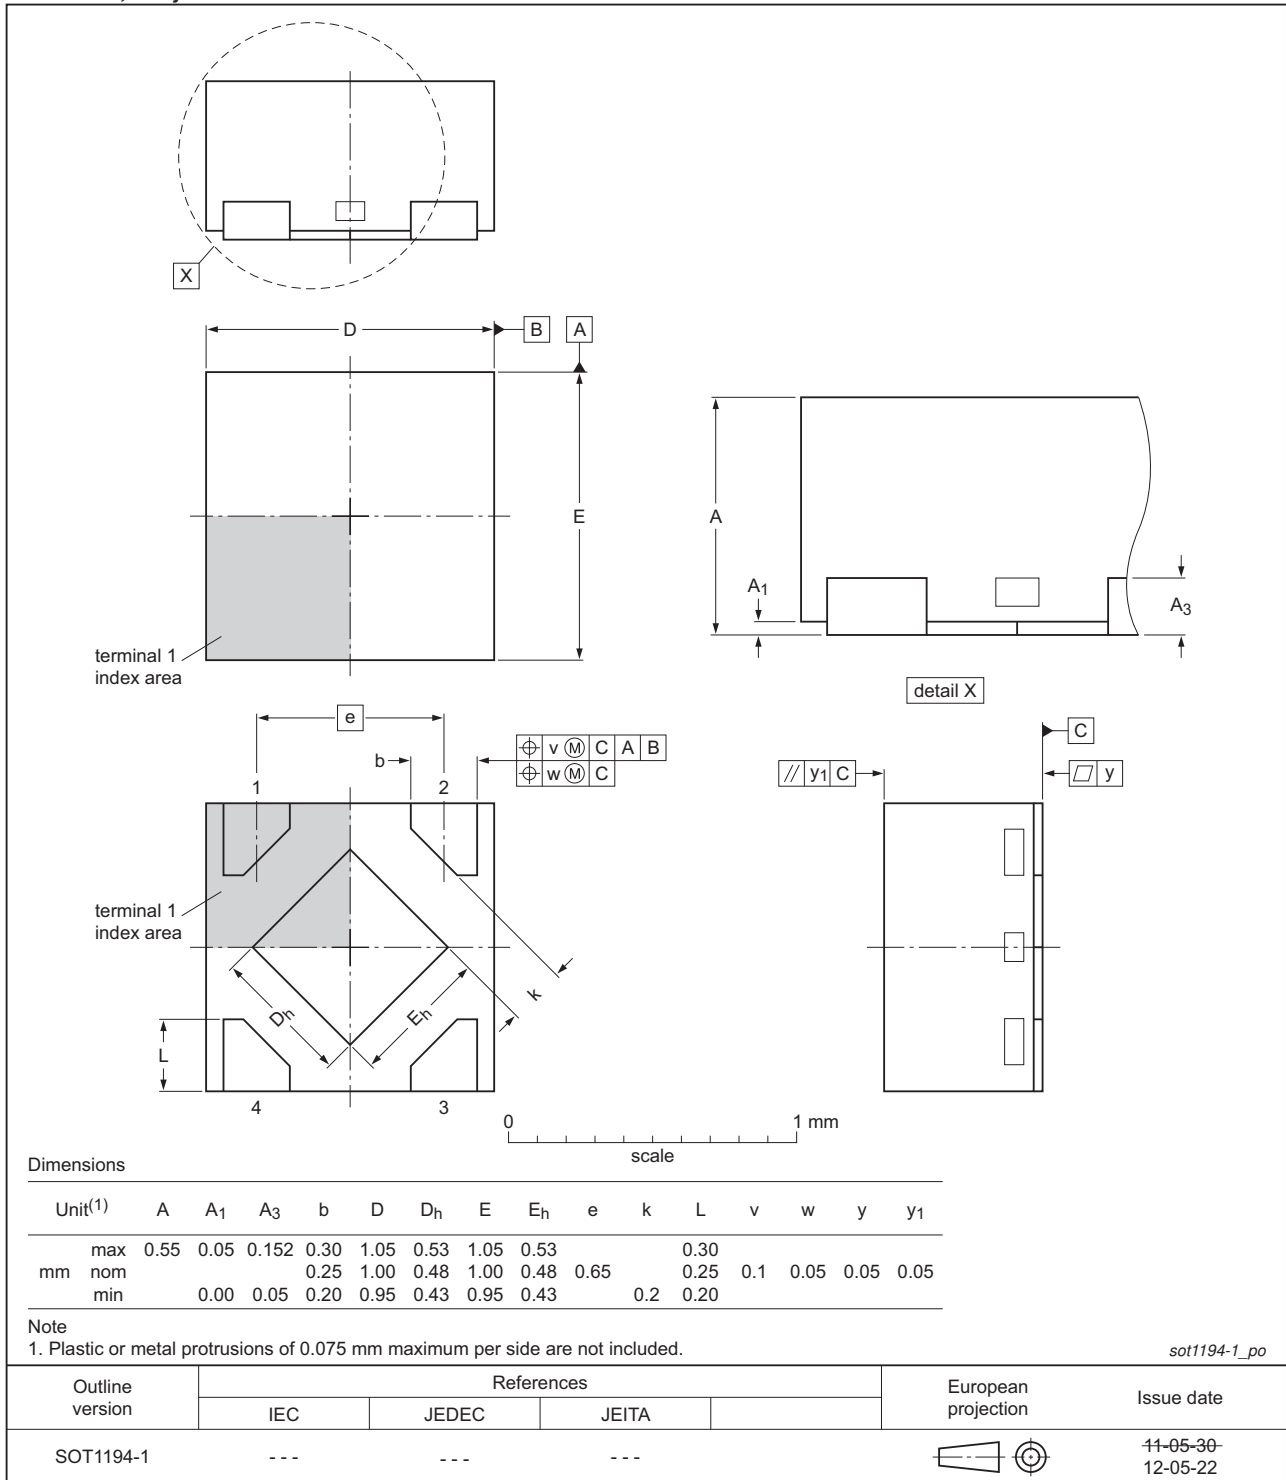 X
D
B
A
E
terminal 1
index area
A
A1
A3
detail X
e
b
v M C A B
w M C
1
2
terminal 1
index area
k
Dh
Eh
L
4
3
C
// y1 C
y
0
1 mm
scale
Dimensions
Unit(1) A A1 A3 b D Dh E Eh e k L v w y y1
max 0.55 0.05 0.152 0.30 1.05 0.53 1.05 0.53 0.30
mm nom 0.25 1.00 0.48 1.00 0.48 0.65 0.25 0.1 0.05 0.05 0.05
min 0.00 0.05 0.20 0.95 0.43 0.95 0.43 0.2 0.20
Note
1. Plastic or metal protrusions of 0.075 mm maximum per side are not included.
sot1194-1_po
Outline version
References
IEC JEDEC JEITA
European projection
Issue date
SOT1194-1 - - - - - - - - -
11-05-30
12-05-22